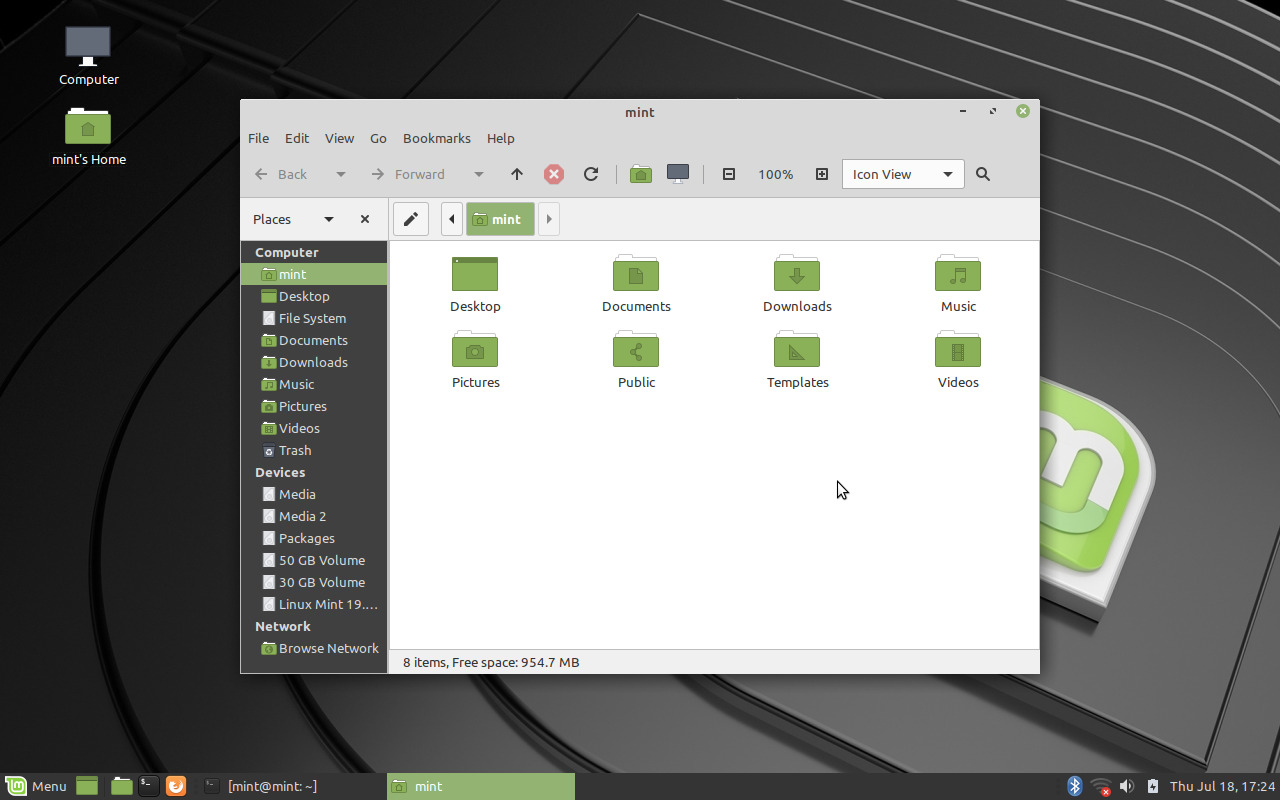 Computer
mint's Home
mint
File Edit View Go Bookmarks Help
Back Forward 100% Icon View
Places mint
Computer
mint
Desktop
File System
Documents
Downloads
Music
Pictures
Videos
Trash
Devices
Media
Media 2
Packages
50 GB Volume
30 GB Volume
Linux Mint 19....
Network
Browse Network
Desktop Documents Downloads Music
Pictures Public Templates Videos
8 items, Free space: 954.7 MB
Menu [mint@mint: ~] mint Thu Jul 18, 17:24